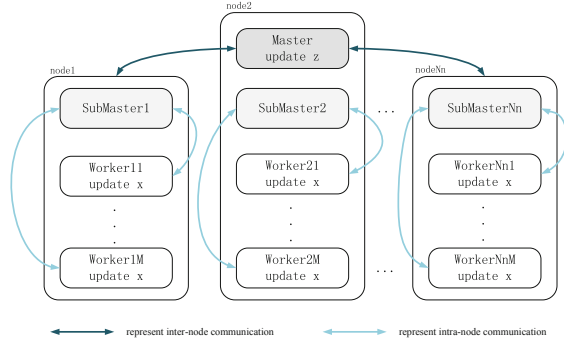 node2
Master
update z
node1
nodeNn
SubMaster1
SubMaster2
...
SubMasterNn
Worker11
update x
Worker21
update x
WorkerNn1
update x
.
.
.
.
.
.
.
.
.
Worker1M
update x
Worker2M
update x
...
WorkerNnM
update x
represent inter-node communication
represent intra-node communication